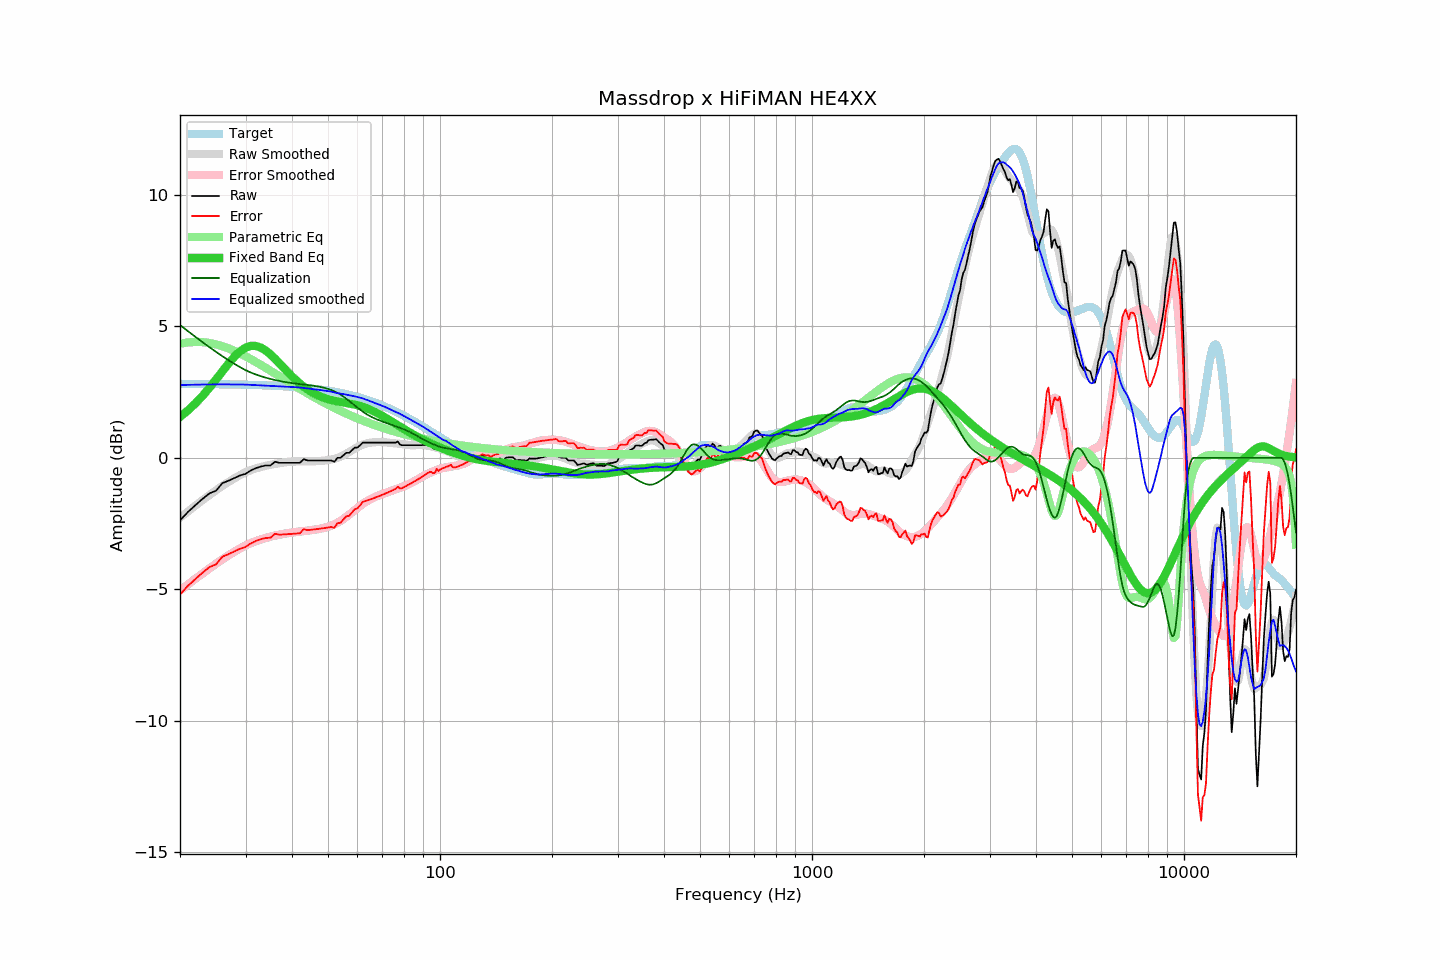 Massdrop x HiFiMAN HE4XX
Target
Raw Smoothed
Error Smoothed
Raw
Error
Parametric Eq
Fixed Band Eq
Equalization
Equalized smoothed
Amplitude (dBr)
10
5
0
−5
−10
−15
100 1000 10000
Frequency (Hz)